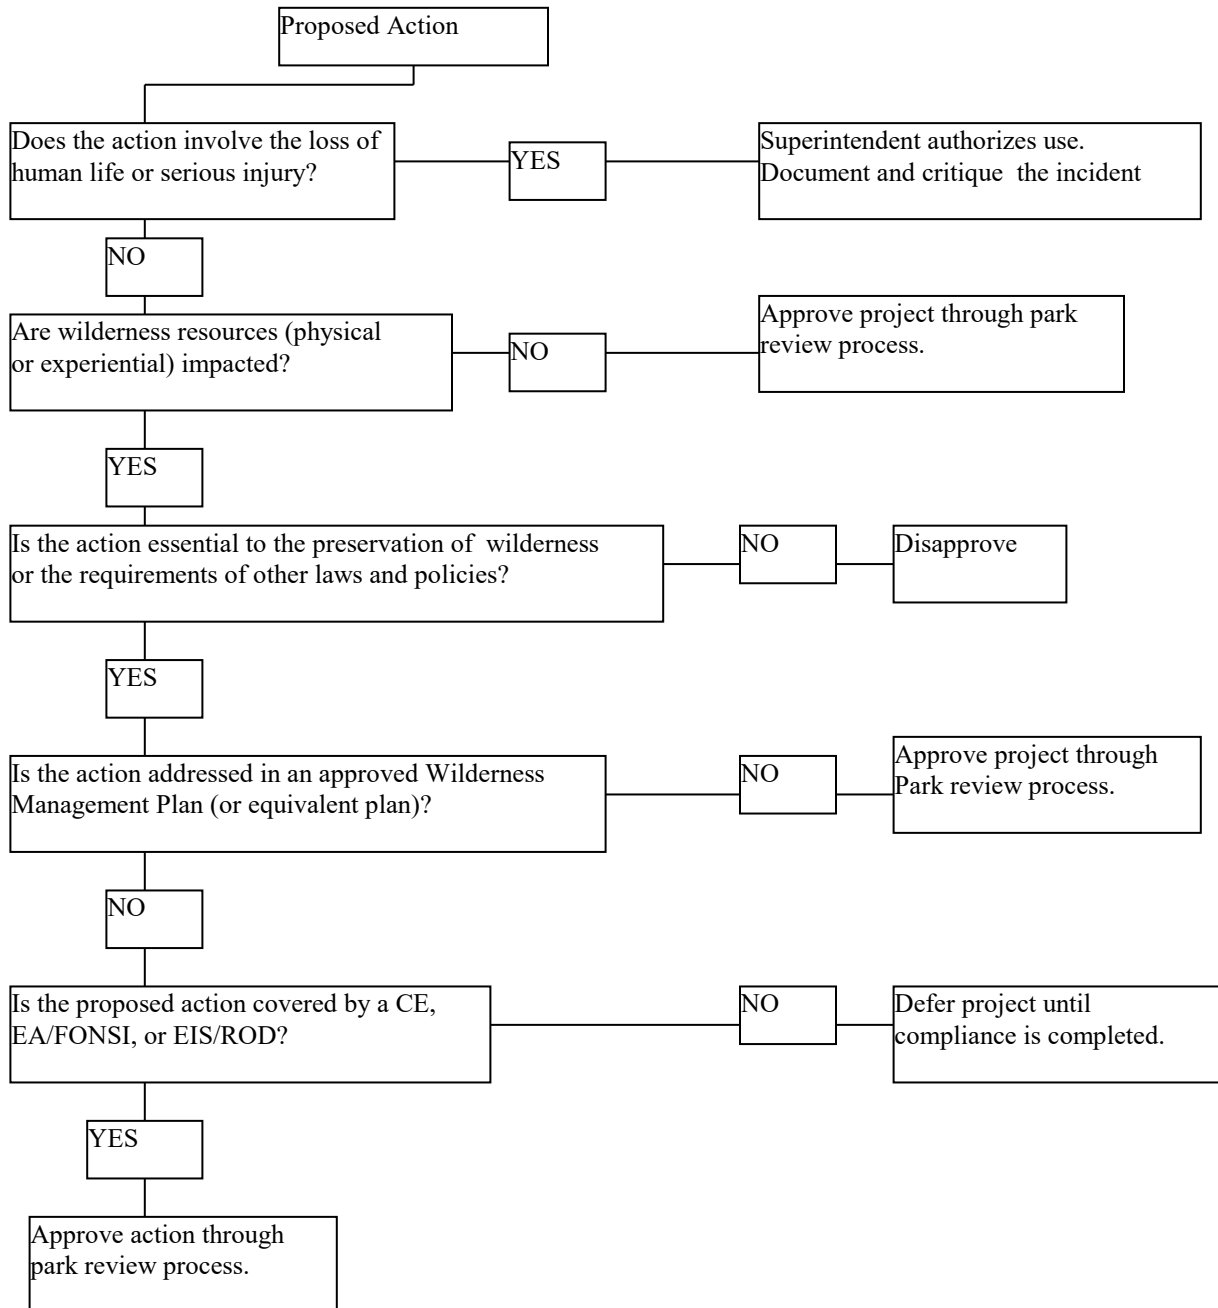 Proposed Action
Does the action involve the loss of
human life or serious injury?
YES
Superintendent authorizes use.
Document and critique  the incident
NO
Are wilderness resources (physical
or experiential) impacted?
NO
Approve project through park
review process.
YES
Is the action essential to the preservation of  wilderness
or the requirements of other laws and policies?
NO
Disapprove
YES
Is the action addressed in an approved Wilderness
Management Plan (or equivalent plan)?
NO
Approve project through
Park review process.
NO
Is the proposed action covered by a CE,
EA/FONSI, or EIS/ROD?
NO
Defer project until
compliance is completed.
YES
Approve action through
park review process.